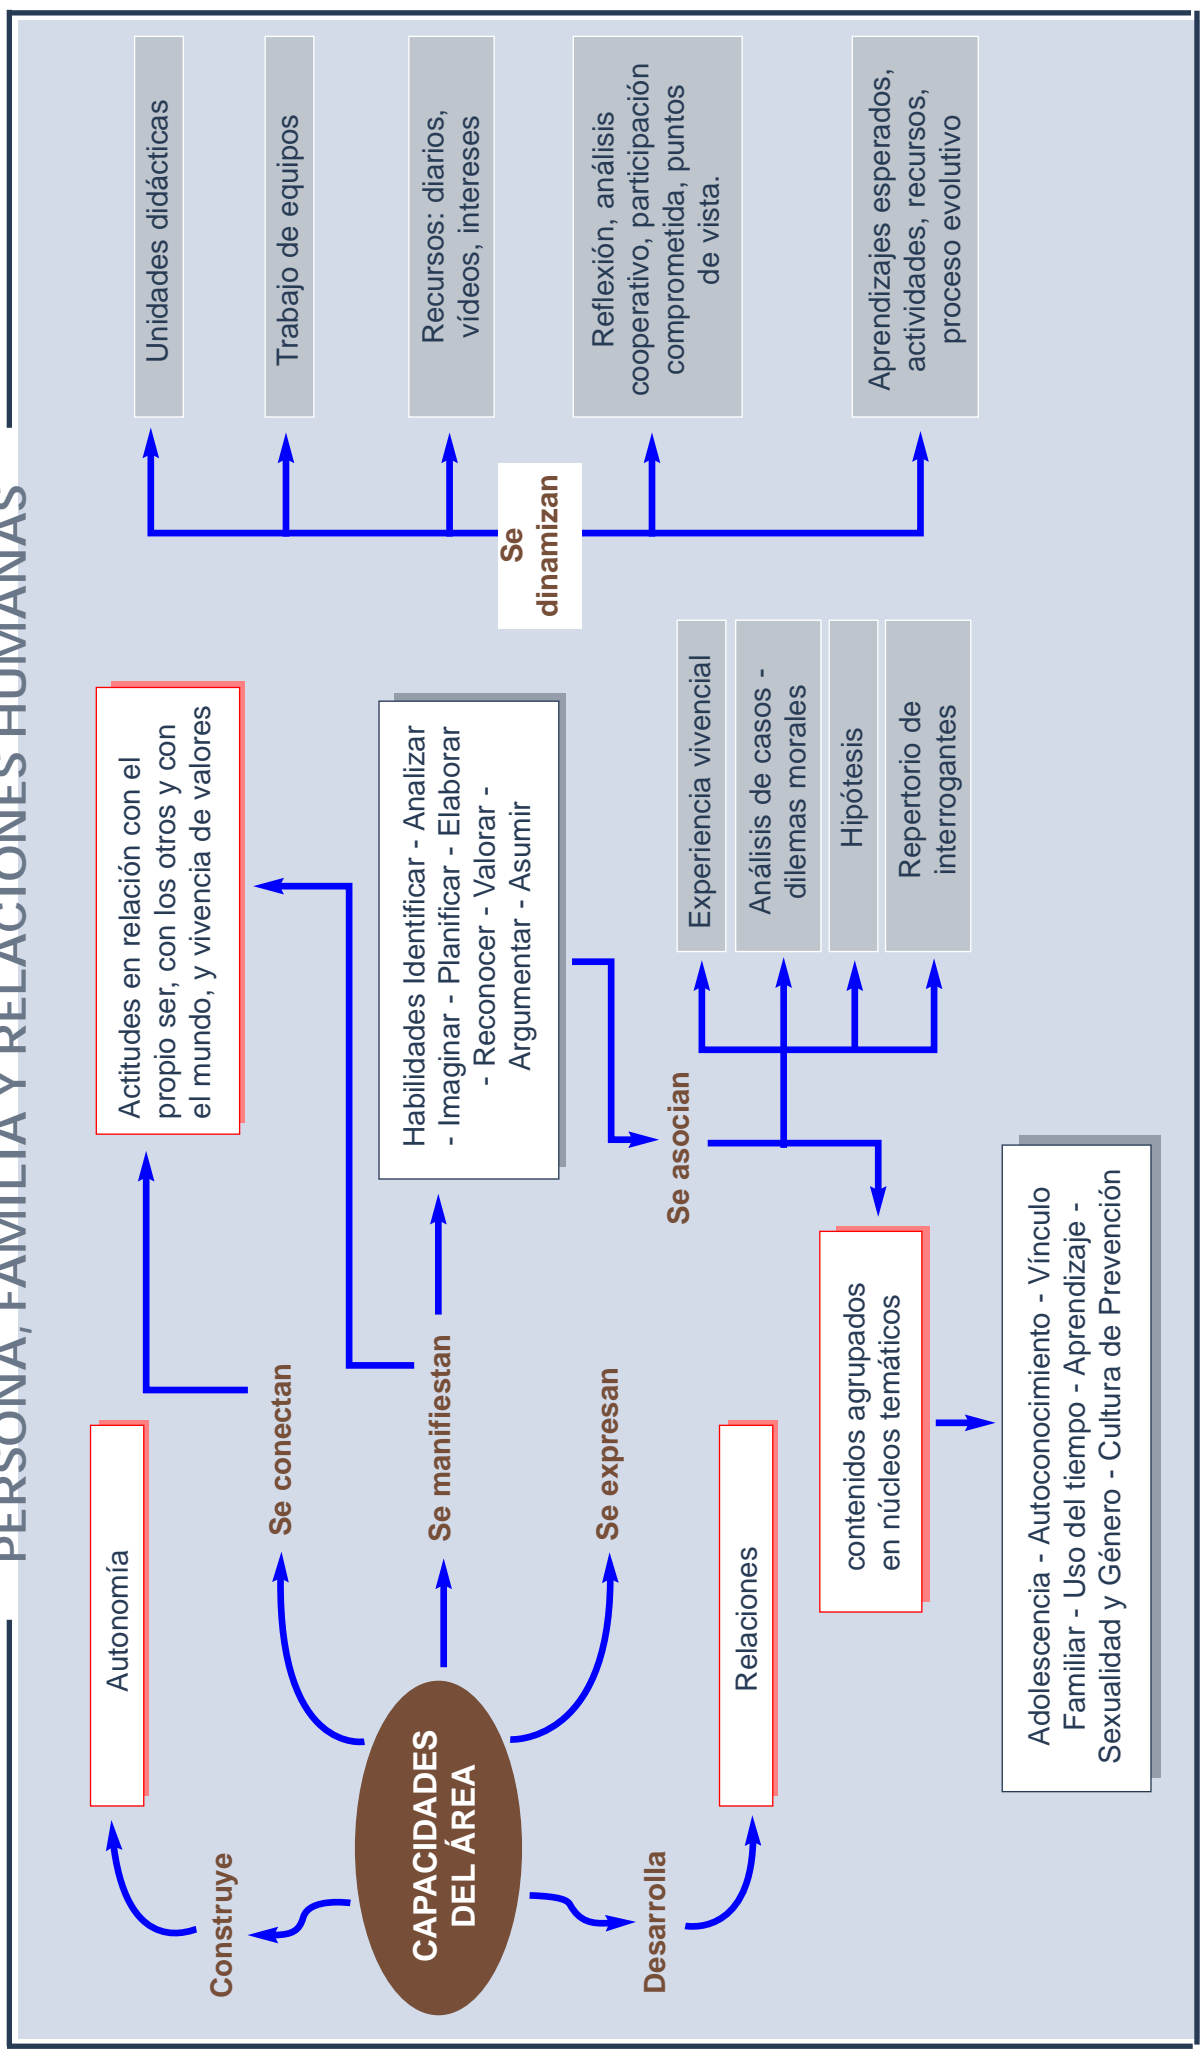 PERSONA, FAMILIA Y RELACIONES HUMANAS
Autonomía
Construye
CAPACIDADES
DEL ÁREA
Desarrolla
Relaciones
Se conectan
Se manifiestan
Se expresan
Actitudes en relación con el
propio ser, con los otros y con
el mundo, y vivencia de valores
Habilidades Identificar - Analizar
- Imaginar - Planificar - Elaborar
- Reconocer - Valorar -
Argumentar - Asumir
Se asocian
Experiencia vivencial
Análisis de casos -
dilemas morales
Hipótesis
Repertorio de
interrogantes
contenidos agrupados
en núcleos temáticos
Adolescencia - Autoconocimiento - Vínculo
Familiar - Uso del tiempo - Aprendizaje -
Sexualidad y Género - Cultura de Prevención
Se
dinamizan
Unidades didácticas
Trabajo de equipos
Recursos: diarios,
vídeos, intereses
Reflexión, análisis
cooperativo, participación
comprometida, puntos
de vista.
Aprendizajes esperados,
actividades, recursos,
proceso evolutivo